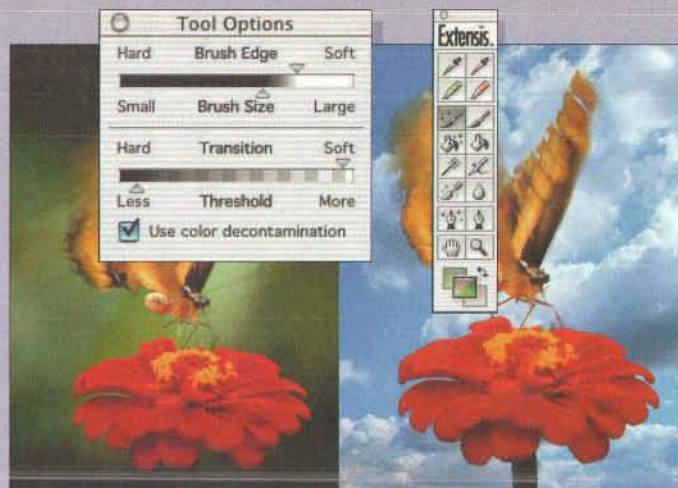 Tool Options
Hard Brush Edge Soft
Small Brush Size Large
Hard Transition Soft
Less Threshold More
Use color decontamination
Extensis